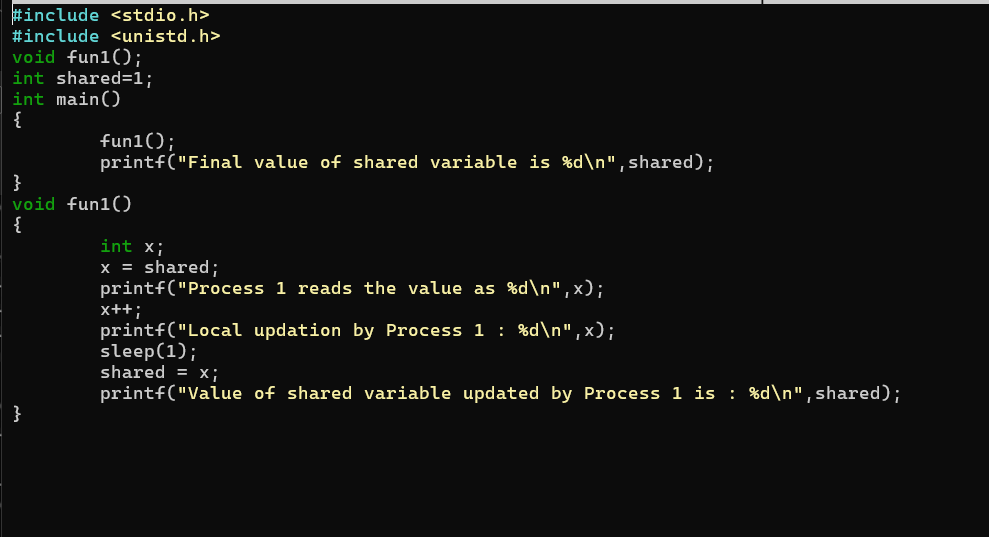 #include <stdio.h>
#include <unistd.h>
void fun1();
int shared=1;
int main()
{
        fun1();
        printf("Final value of shared variable is %d\n",shared);
}
void fun1()
{
        int x;
        x = shared;
        printf("Process 1 reads the value as %d\n",x);
        x++;
        printf("Local updation by Process 1 : %d\n",x);
        sleep(1);
        shared = x;
        printf("Value of shared variable updated by Process 1 is : %d\n",shared);
}